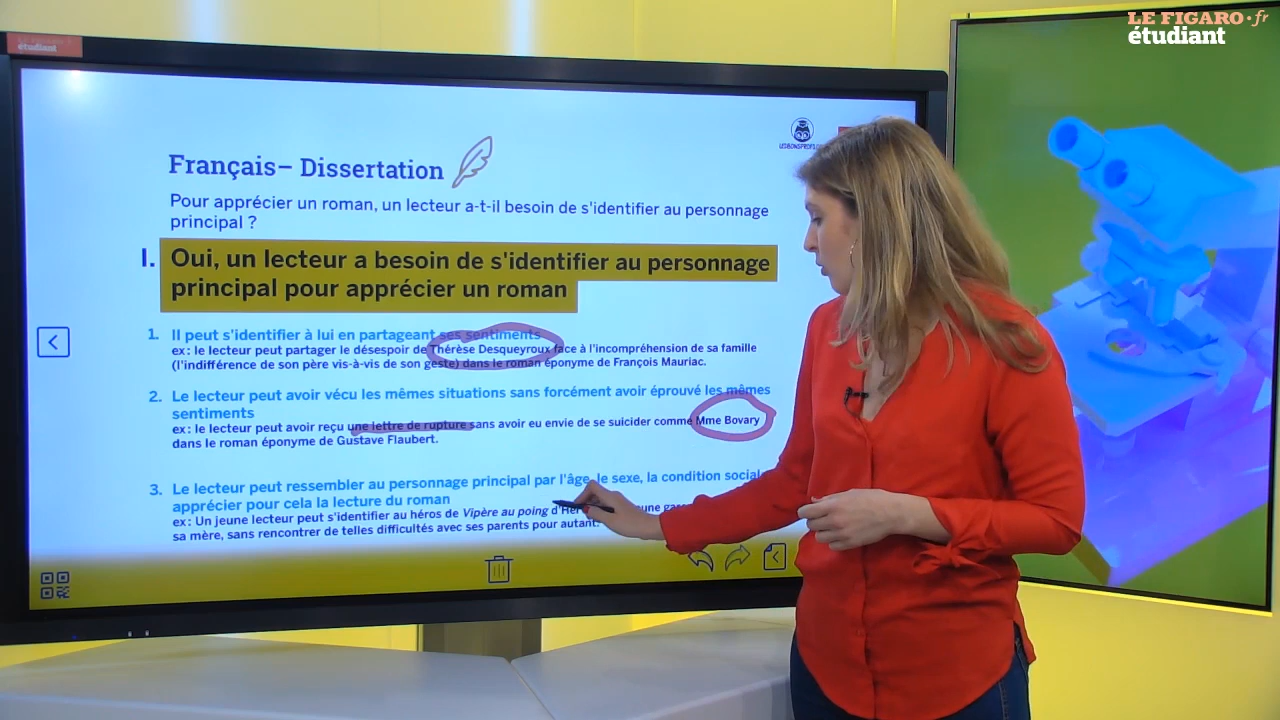 LE FIGARO·fr
étudiant
étudiant
LESBONSPROFS
Français– Dissertation
Pour apprécier un roman, un lecteur a-t-il besoin de s'identifier au personnage
principal ?
I. Oui, un lecteur a besoin de s'identifier au personnage
principal pour apprécier un roman
1. Il peut s'identifier à lui en partageant ses sentiments
ex : le lecteur peut partager le désespoir de Thérèse Desqueyroux face à l'incompréhension de sa famille
(l'indifférence de son père vis-à-vis de son geste) dans le roman éponyme de François Mauriac.
2. Le lecteur peut avoir vécu les mêmes situations sans forcément avoir éprouvé les mêmes
sentiments
ex : le lecteur peut avoir reçu une lettre de rupture sans avoir eu envie de se suicider comme Mme Bovary
dans le roman éponyme de Gustave Flaubert.
3. Le lecteur peut ressembler au personnage principal par l'âge, le sexe, la condition
apprécier pour cela la lecture du roman
ex : Un jeune lecteur peut s'identifier au héros de Vipère au poing
sa mère, sans rencontrer de telles difficultés avec ses parents pour autant.